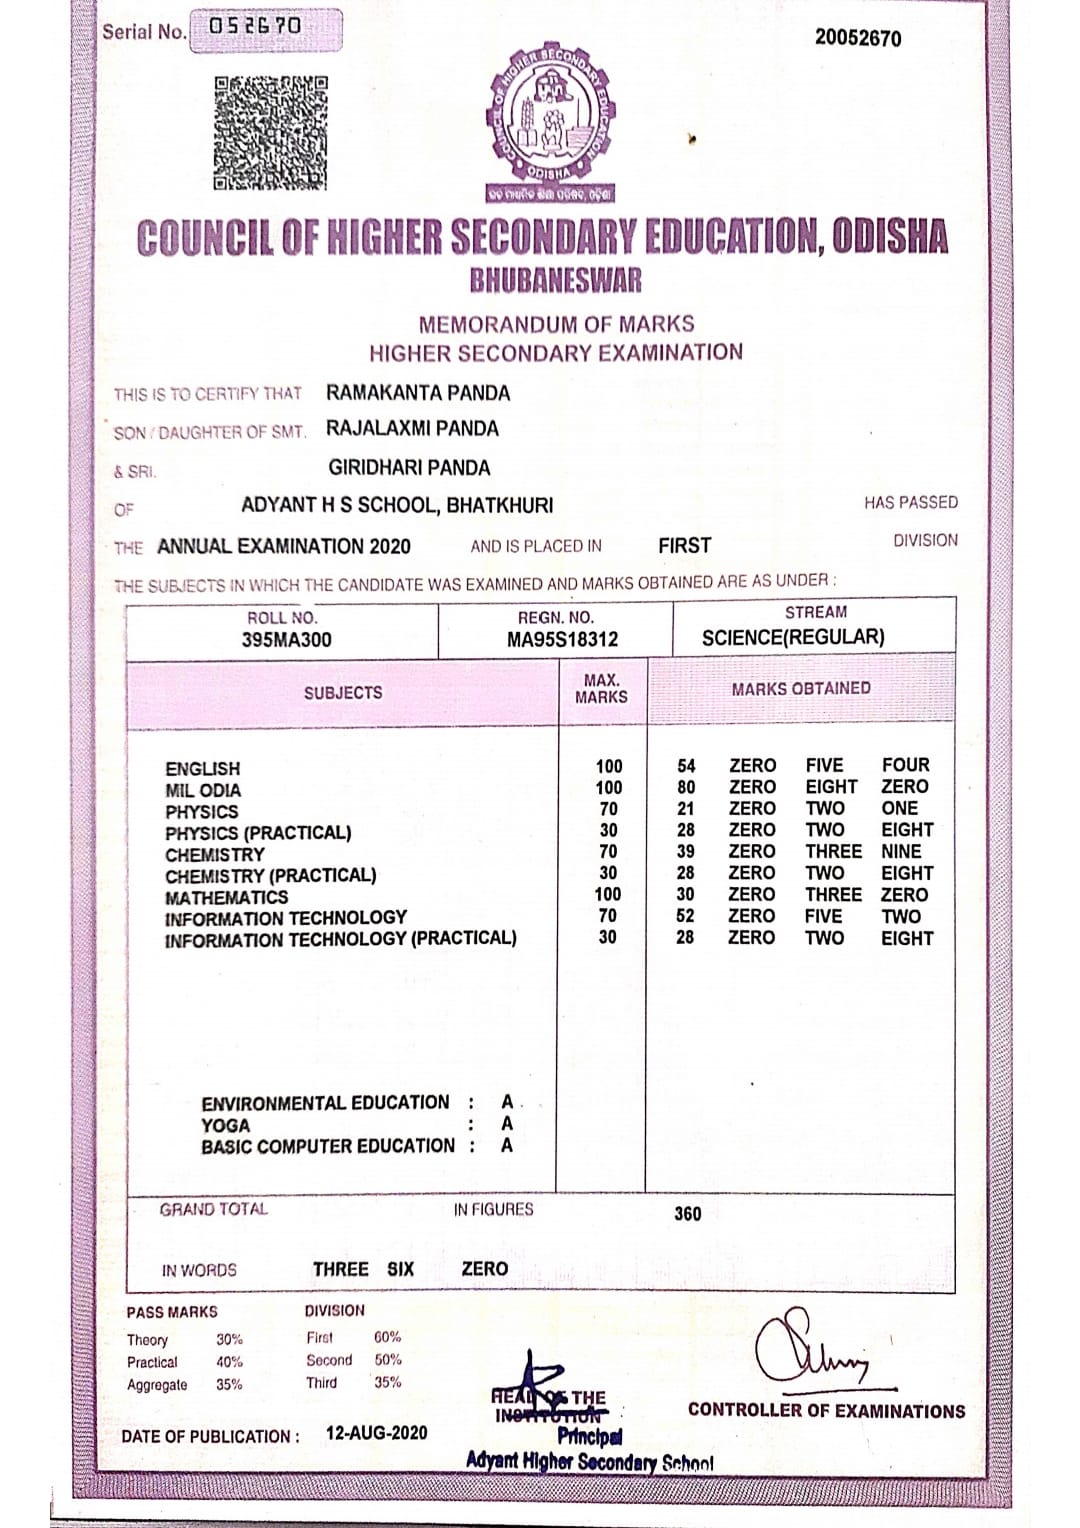 Serial No. 052670
20052670
COUNCIL OF HIGHER SECONDARY EDUCATION
ODISHA
COUNCIL OF HIGHER SECONDARY EDUCATION, ODISHA
BHUBANESWAR
MEMORANDUM OF MARKS
HIGHER SECONDARY EXAMINATION
THIS IS TO CERTIFY THAT RAMAKANTA PANDA
SON / DAUGHTER OF SMT. RAJALAXMI PANDA
& SRI. GIRIDHARI PANDA
OF ADYANT H S SCHOOL, BHATKHURI HAS PASSED
THE ANNUAL EXAMINATION 2020 AND IS PLACED IN FIRST DIVISION
THE SUBJECTS IN WHICH THE CANDIDATE WAS EXAMINED AND MARKS OBTAINED ARE AS UNDER :
ROLL NO. REGN. NO. STREAM
395MA300 MA95S18312 SCIENCE(REGULAR)
SUBJECTS MAX. MARKS MARKS OBTAINED
ENGLISH 100 54 ZERO FIVE FOUR
MIL ODIA 100 80 ZERO EIGHT ZERO
PHYSICS 70 21 ZERO TWO ONE
PHYSICS (PRACTICAL) 30 28 ZERO TWO EIGHT
CHEMISTRY 70 39 ZERO THREE NINE
CHEMISTRY (PRACTICAL) 30 28 ZERO TWO EIGHT
MATHEMATICS 100 30 ZERO THREE ZERO
INFORMATION TECHNOLOGY 70 52 ZERO FIVE TWO
INFORMATION TECHNOLOGY (PRACTICAL) 30 28 ZERO TWO EIGHT
ENVIRONMENTAL EDUCATION : A
YOGA : A
BASIC COMPUTER EDUCATION : A
GRAND TOTAL IN FIGURES 360
IN WORDS THREE SIX ZERO
PASS MARKS DIVISION
Theory 30% First 60%
Practical 40% Second 50%
Aggregate 35% Third 35%
HEAD OF THE
INSTITUTION
CONTROLLER OF EXAMINATIONS
DATE OF PUBLICATION : 12-AUG-2020
Principal
Adyant Higher Secondary School